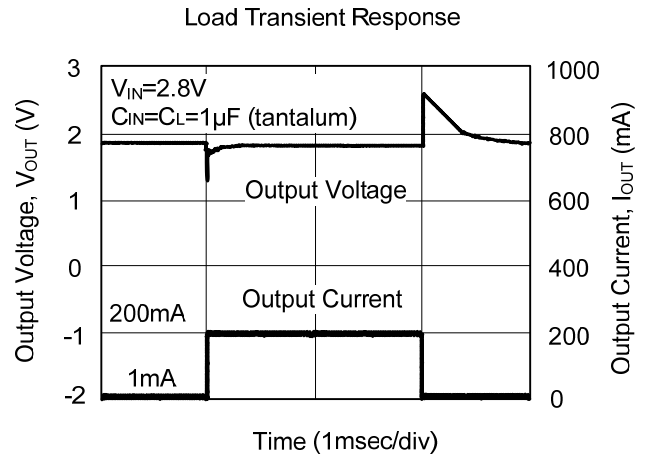 Load Transient Response
VIN=2.8V
CIN=CL=1µF (tantalum)
Output Voltage
Output Current
200mA
1mA
Output Voltage, VOUT (V)
3
2
1
0
-1
-2
1000
800
600
400
200
0
Output Current, IOUT (mA)
Time (1msec/div)